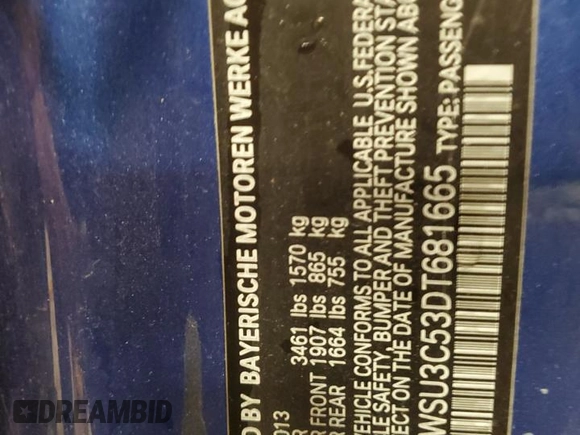 D BY BAYERISCHE MOTOREN WERKE AG
013
R 3461 lbs 1570 kg
R FRONT 1907 lbs 865 kg
R REAR 1664 lbs 755 kg
VEHICLE CONFORMS TO ALL APPLICABLE U.S. FEDERA
LE SAFETY, BUMPER AND THEFT PREVENTION STA
ECT ON THE DATE OF MANUFACTURE SHOWN ABO
WSU3C53DT681665 TYPE: PASSENG
DREAMBID